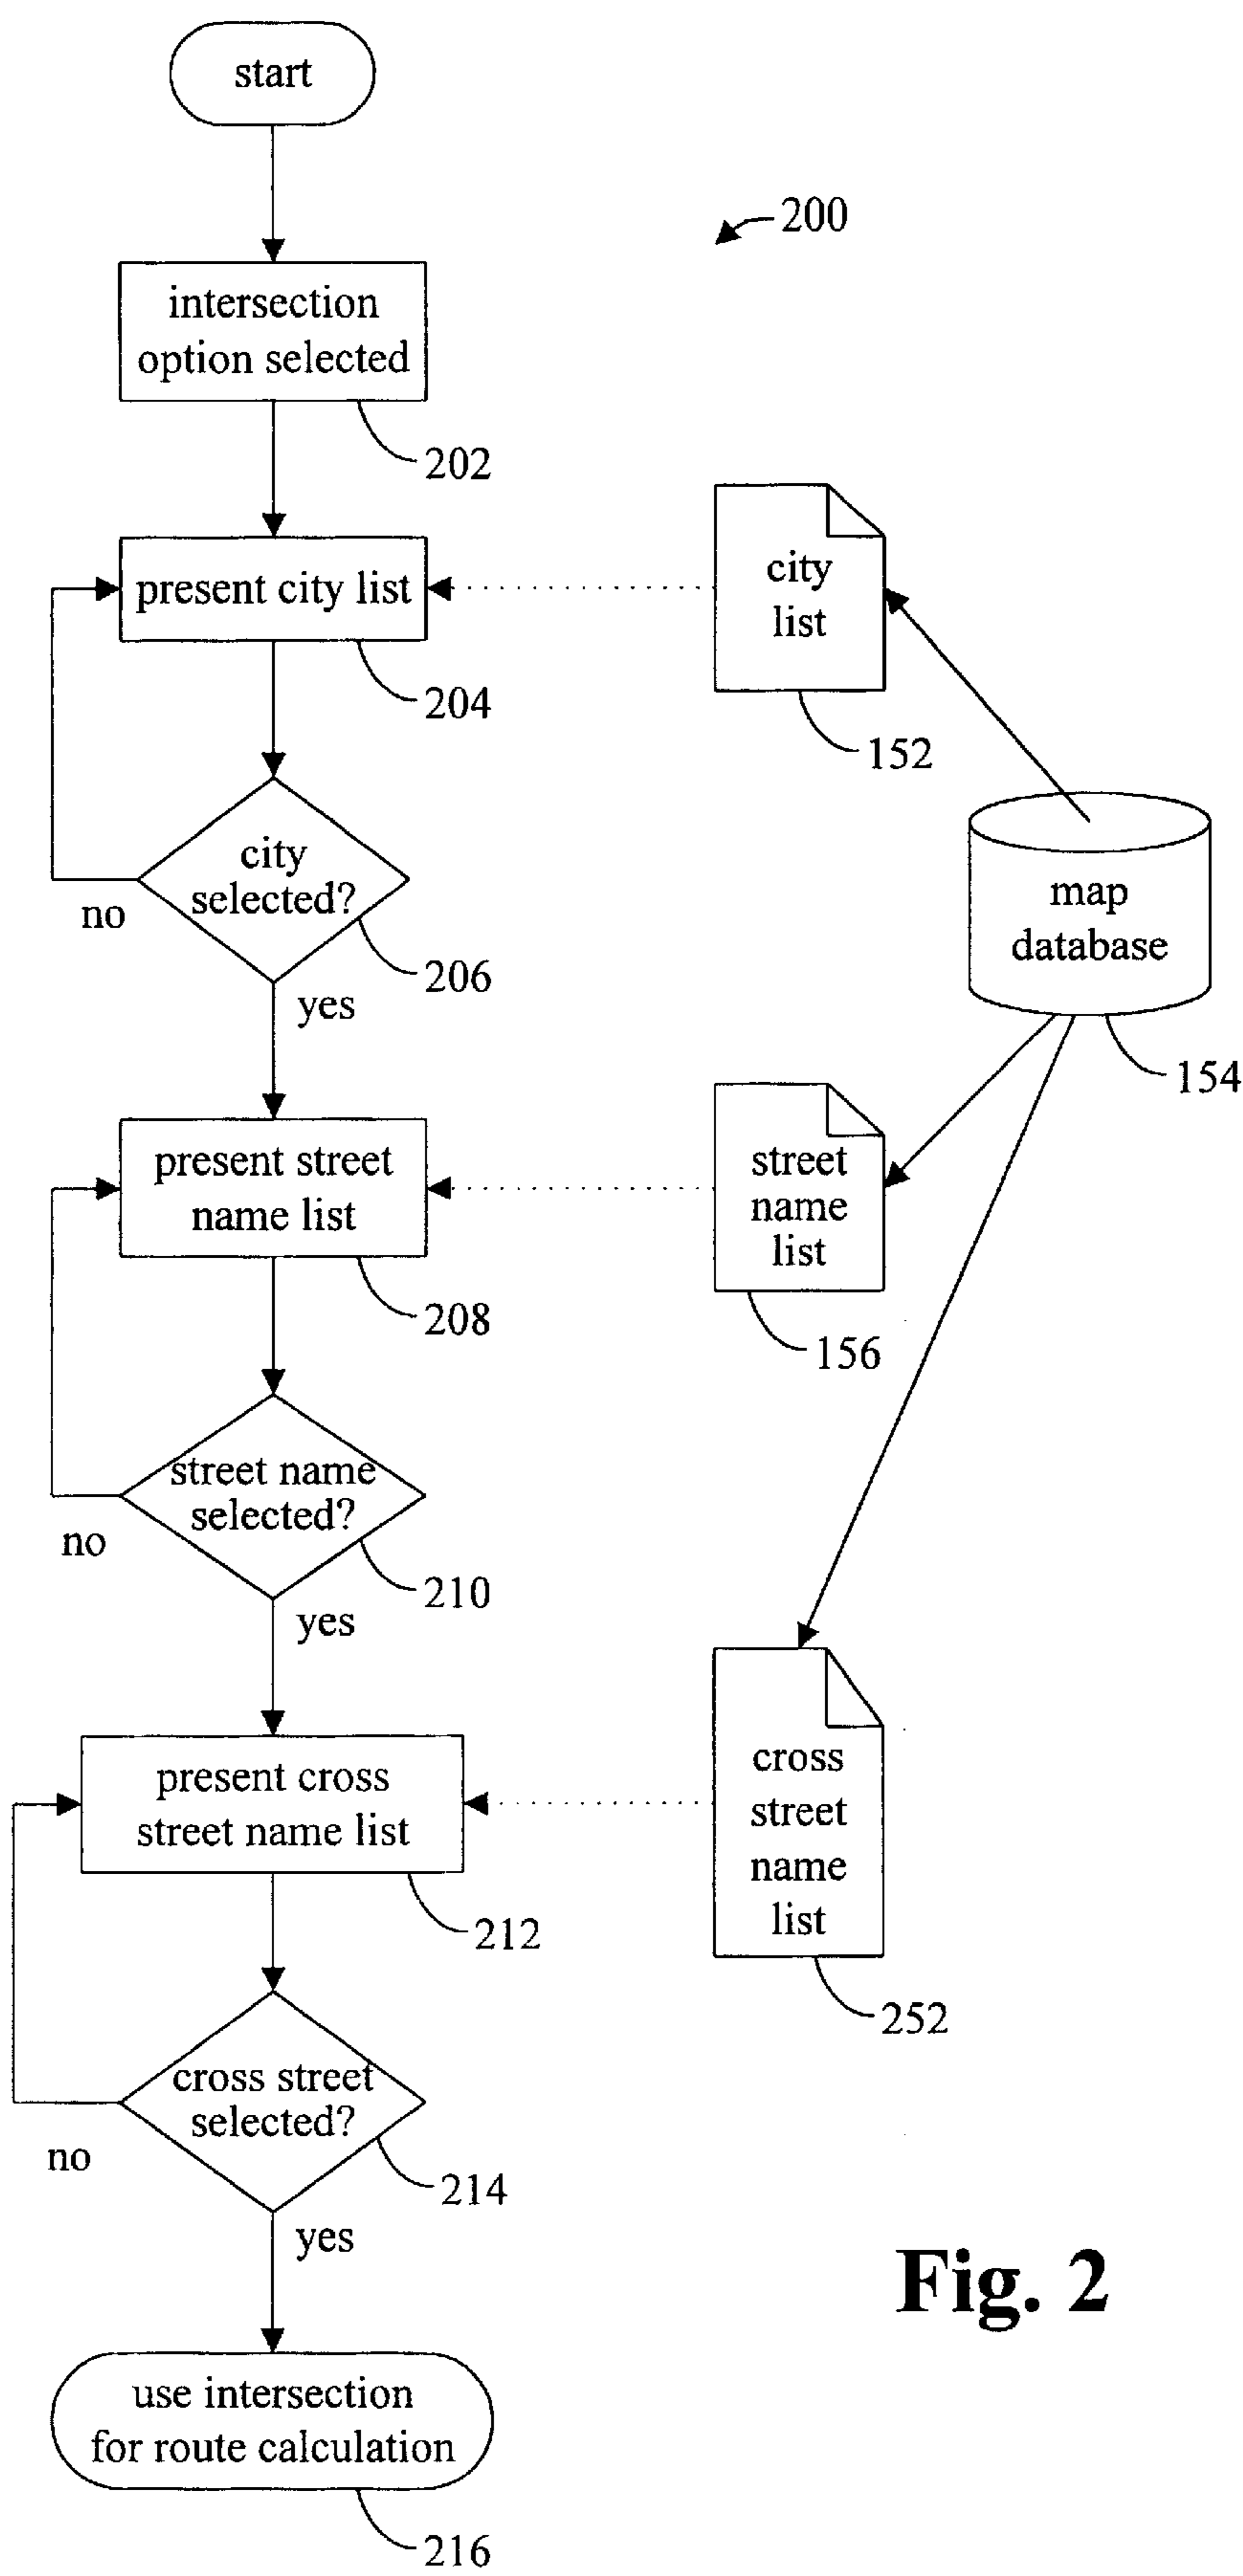 start
200
intersection
option selected
202
present city list
204
city
list
152
city
selected?
no
206
yes
map
database
154
present street
name list
208
street
name
list
156
street name
selected?
no
210
yes
present cross
street name list
212
cross
street
name
list
252
cross street
selected?
no
214
yes
Fig. 2
use intersection
for route calculation
216